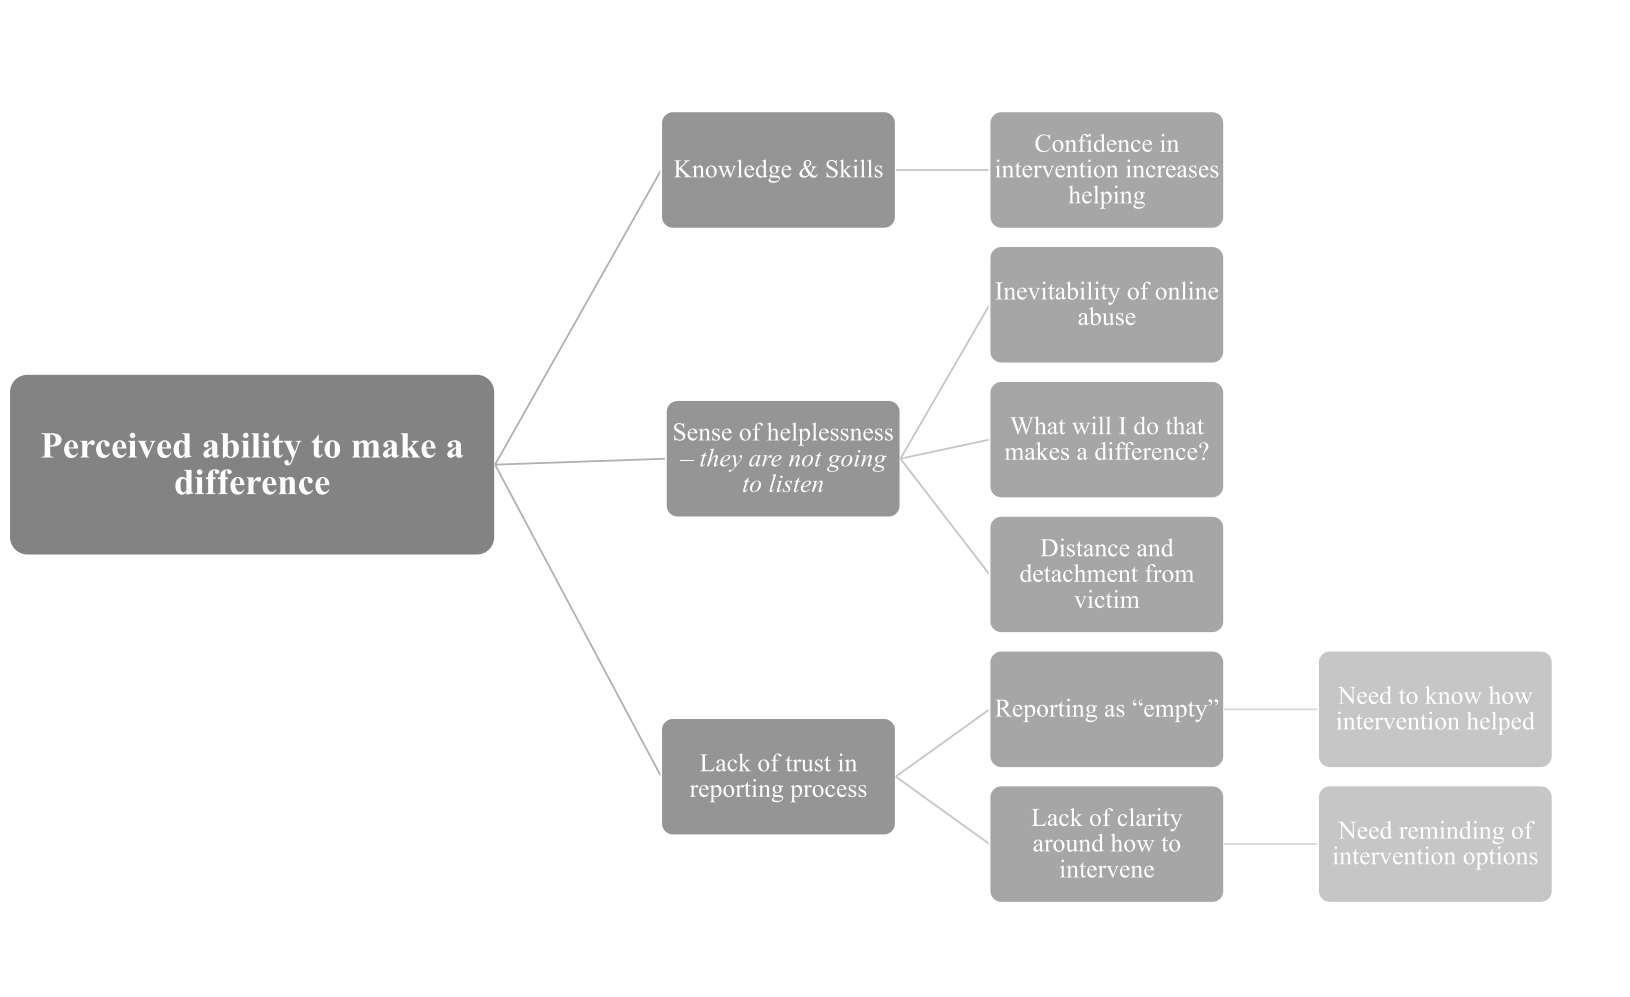 Perceived ability to make a
difference
Knowledge & Skills
Confidence in
intervention increases
helping
Sense of helplessness
– they are not going
to listen
Inevitability of online
abuse
What will I do that
makes a difference?
Distance and
detachment from
victim
Lack of trust in
reporting process
Reporting as “empty”
Need to know how
intervention helped
Lack of clarity
around how to
intervene
Need reminding of
intervention options